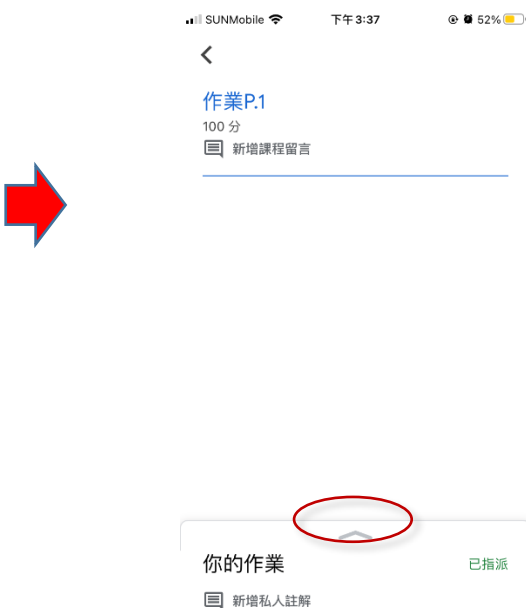 SUNMobile 下午3:37 52%
作業P.1
100 分
新增課程留言
你的作業 已指派
新增私人註解